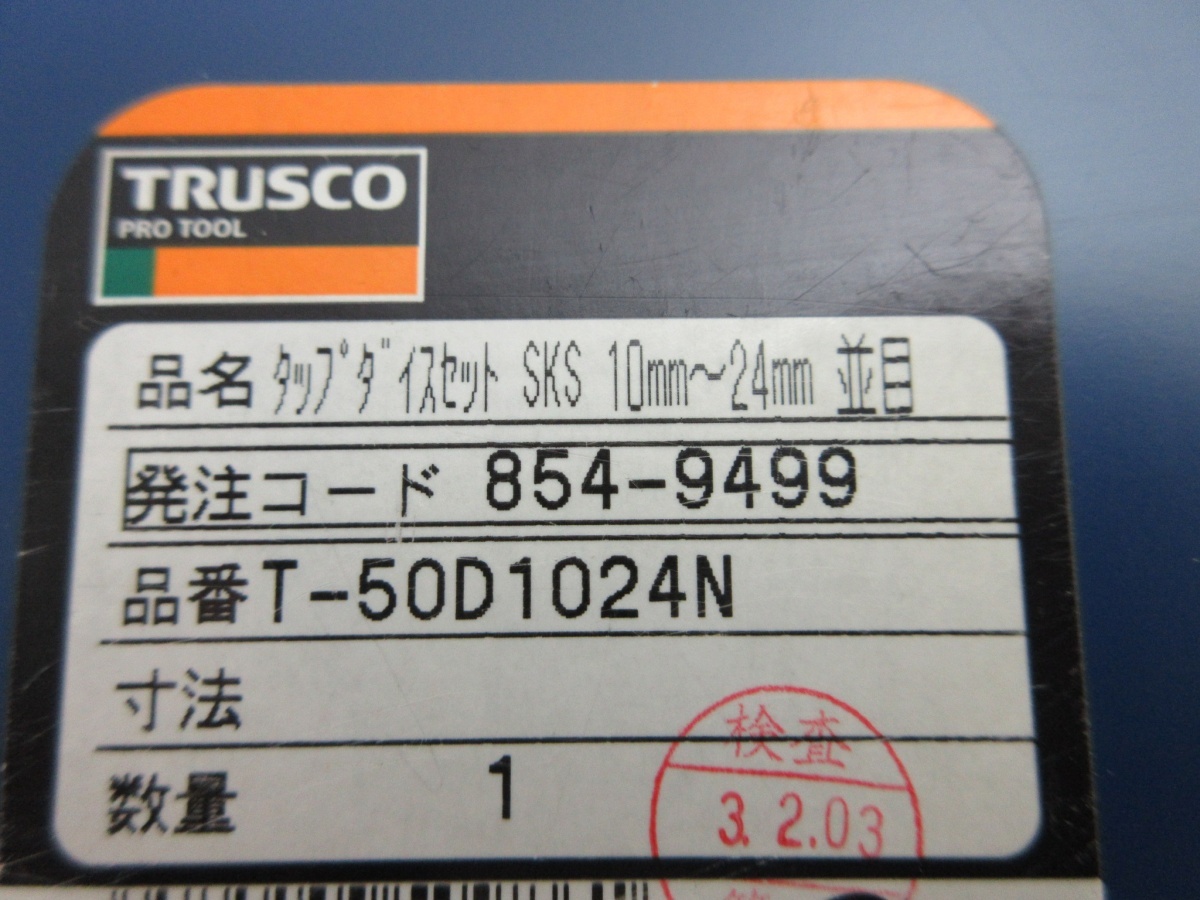 TRUSCO
PRO TOOL
品名 ﾀｯﾌﾟﾀﾞｲｽｾｯﾄ SKS 10mm～24mm 並目
発注コード 854-9499
品番 T-50D1024N
寸法
数量 1
検査
3. 2.03